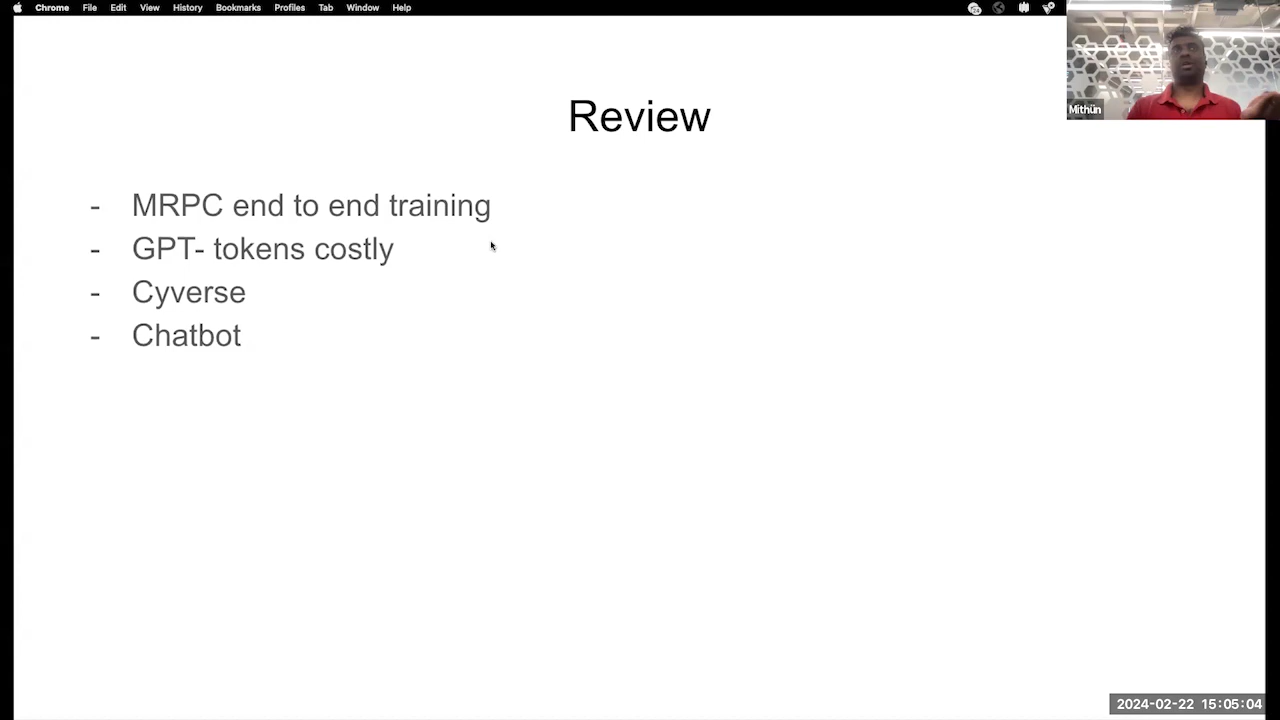 Chrome File Edit View History Bookmarks Profiles Tab Window Help
Mithün
Review
- MRPC end to end training
- GPT- tokens costly
- Cyverse
- Chatbot
2024-02-22 15:05:04